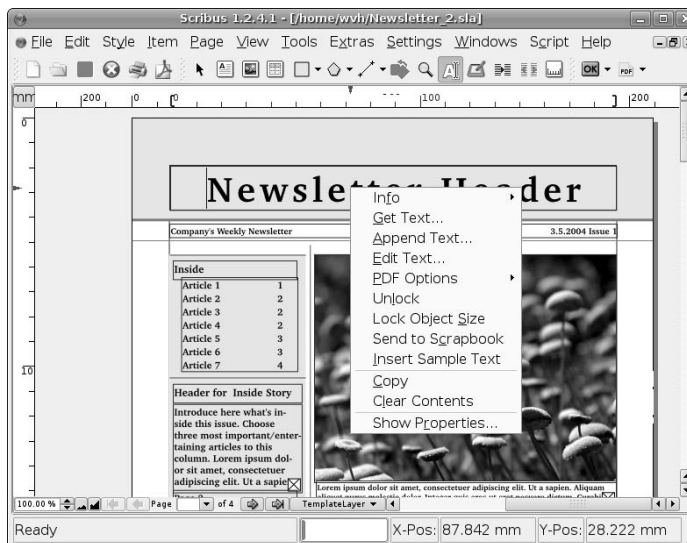 Scribus 1.2.4.1 - [/home/wvh/Newsletter_2.sla]
File Edit Style Item Page View Tools Extras Settings Windows Script Help
OK PDF
mm 200 0 0 100 200
0
10
Newsletter Header
Company's Weekly Newsletter 3.5.2004 Issue 1
Inside
Article 1 1
Article 2 2
Article 3 2
Article 4 2
Article 5 3
Article 6 3
Article 7 4
Header for Inside Story
Introduce here what's in-
side this issue. Choose
three most important/enter-
taining articles to this
column. Lorem ipsum dol-
or sit amet, consectetuer
adipiscing elit. Ut a sapie
Info
Get Text...
Append Text...
Edit Text...
PDF Options
Unlock
Lock Object Size
Send to Scrapbook
Insert Sample Text
Copy
Clear Contents
Show Properties...
Lorem ipsum dolor sit amet, consectetuer adipiscing elit. Ut a sapien. Aliquam
100.00 % Page of 4 TemplateLayer
Ready X-Pos: 87.842 mm Y-Pos: 28.222 mm